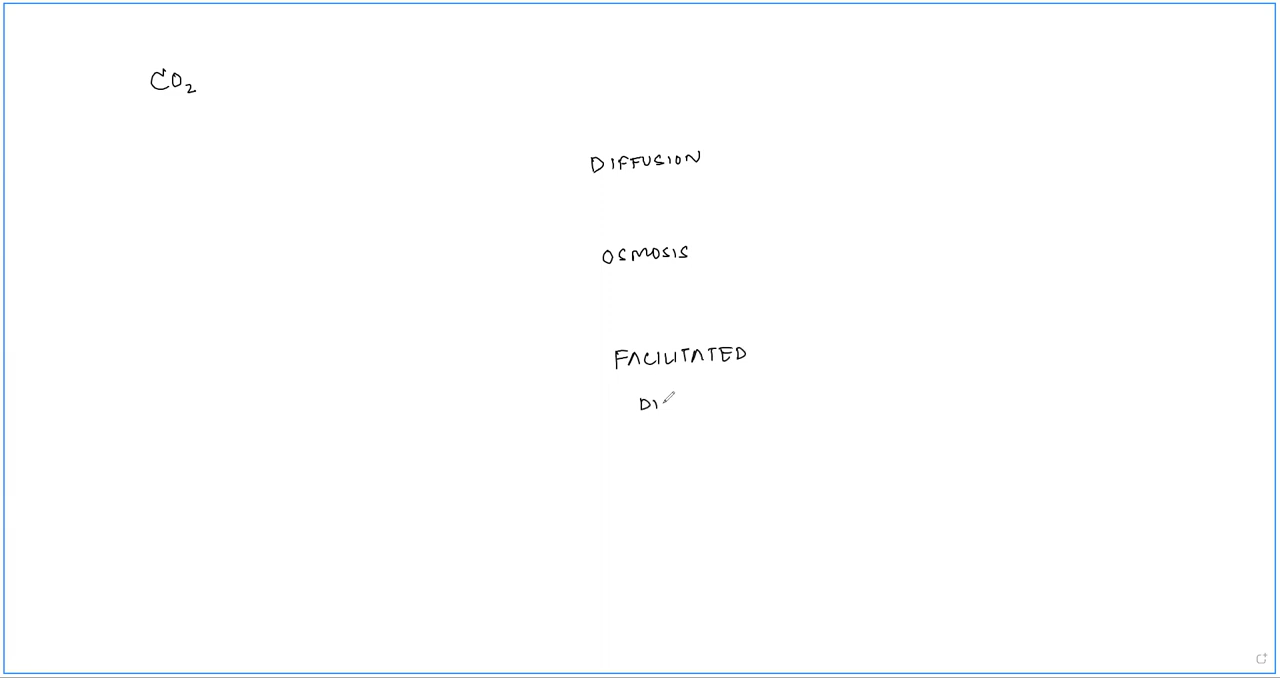 CO₂
DIFFUSION
OSMOSIS
FACILITATED
DI